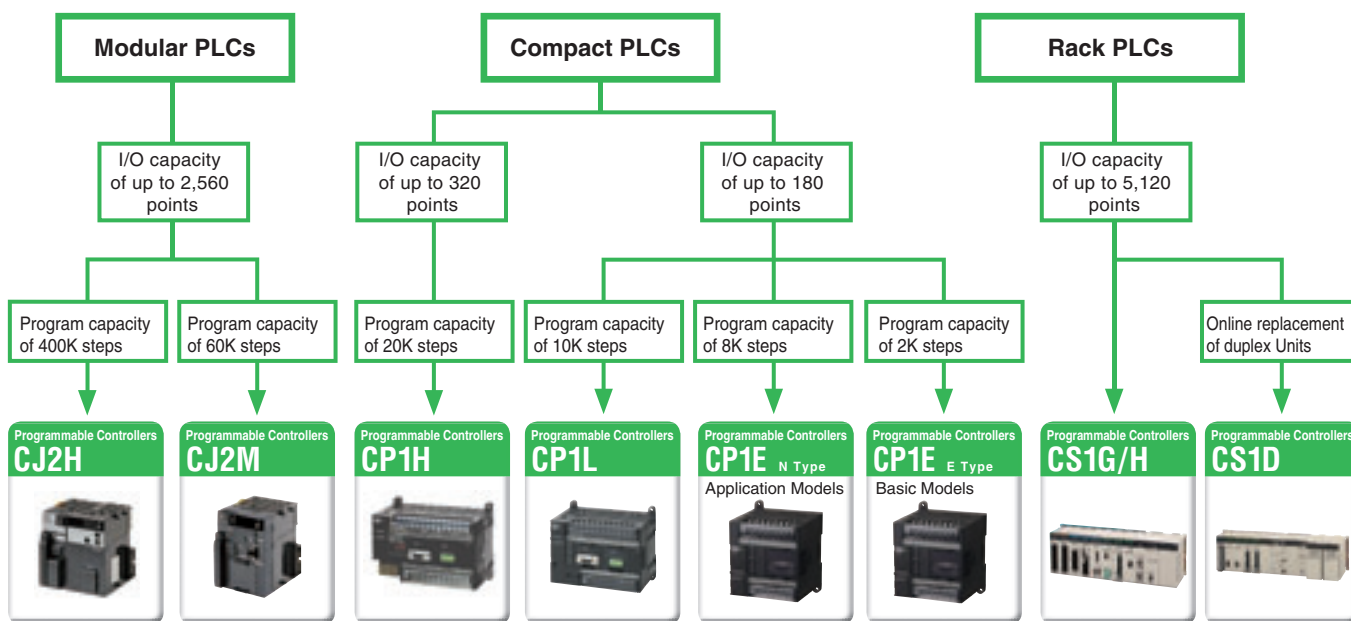 Modular PLCs
Compact PLCs
Rack PLCs
I/O capacity
of up to 2,560
points
I/O capacity
of up to 320
points
I/O capacity
of up to 180
points
I/O capacity
of up to 5,120
points
Program capacity
of 400K steps
Program capacity
of 60K steps
Program capacity
of 20K steps
Program capacity
of 10K steps
Program capacity
of 8K steps
Program capacity
of 2K steps
Online replacement
of duplex Units
Programmable Controllers
CJ2H
Programmable Controllers
CJ2M
Programmable Controllers
CP1H
Programmable Controllers
CP1L
Programmable Controllers
CP1E N Type
Application Models
Programmable Controllers
CP1E E Type
Basic Models
Programmable Controllers
CS1G/H
Programmable Controllers
CS1D